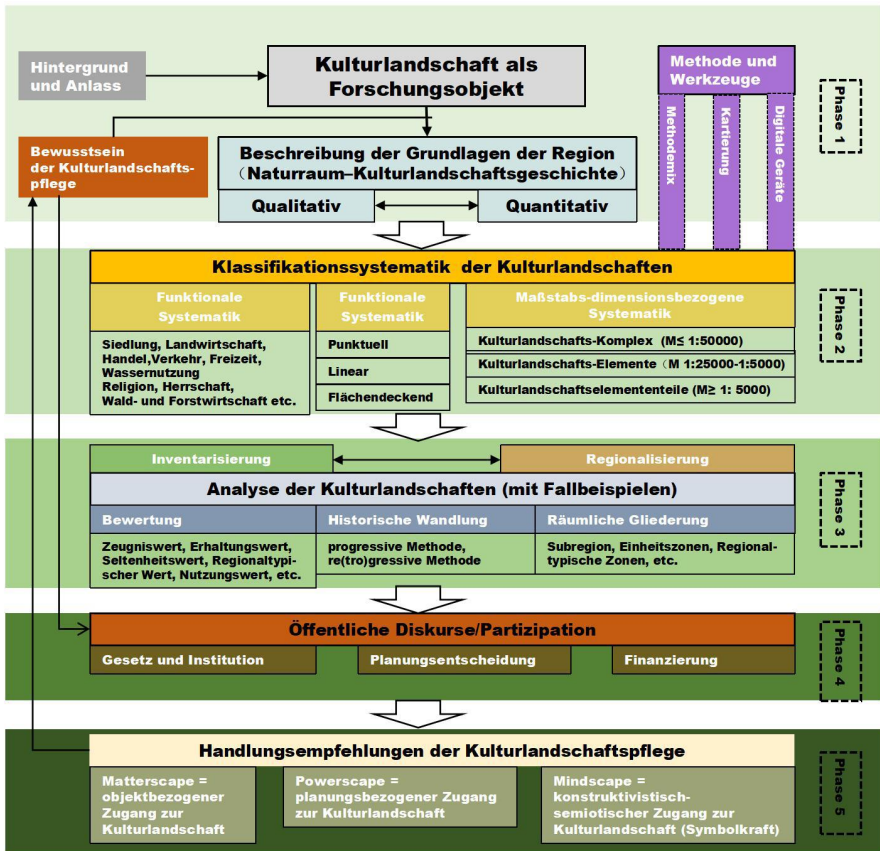 Hintergrund
und Anlass
Kulturlandschaft als
Forschungsobjekt
Methode und
Werkzeuge
Methodemix
Kartierung
Digitale Geräte
Phase 1
Bewusstsein
der Kulturlandschafts-
pflege
Beschreibung der Grundlagen der Region
（Naturraum–Kulturlandschaftsgeschichte）
Qualitativ
Quantitativ
Klassifikationssystematik der Kulturlandschaften
Phase 2
Funktionale
Systematik
Siedlung, Landwirtschaft,
Handel,Verkehr, Freizeit,
Wassernutzung
Religion, Herrschaft,
Wald- und Forstwirtschaft etc.
Funktionale
Systematik
Punktuell
Linear
Flächendeckend
Maßstabs-dimensionsbezogene
Systematik
Kulturlandschafts-Komplex (M≤ 1:50000)
Kulturlandschafts-Elemente（M 1:25000-1:5000)
Kulturlandschaftselemententeile (M≥ 1: 5000)
Inventarisierung
Regionalisierung
Analyse der Kulturlandschaften (mit Fallbeispielen)
Phase 3
Bewertung
Zeugniswert, Erhaltungswert,
Seltenheitswert, Regionaltypi-
scher Wert, Nutzungswert, etc.
Historische Wandlung
progressive Methode,
re(tro)gressive Methode
Räumliche Gliederung
Subregion, Einheitszonen, Regional-
typische Zonen, etc.
Öffentliche Diskurse/Partizipation
Phase 4
Gesetz und Institution
Planungsentscheidung
Finanzierung
Handlungsempfehlungen der Kulturlandschaftspflege
Phase 5
Matterscape =
objektbezogener
Zugang zur
Kulturlandschaft
Powerscape =
planungsbezogener Zugang
zur Kulturlandschaft
Mindscape =
konstruktivistisch-
semiotischer Zugang zur
Kulturlandschaft (Symbolkraft)